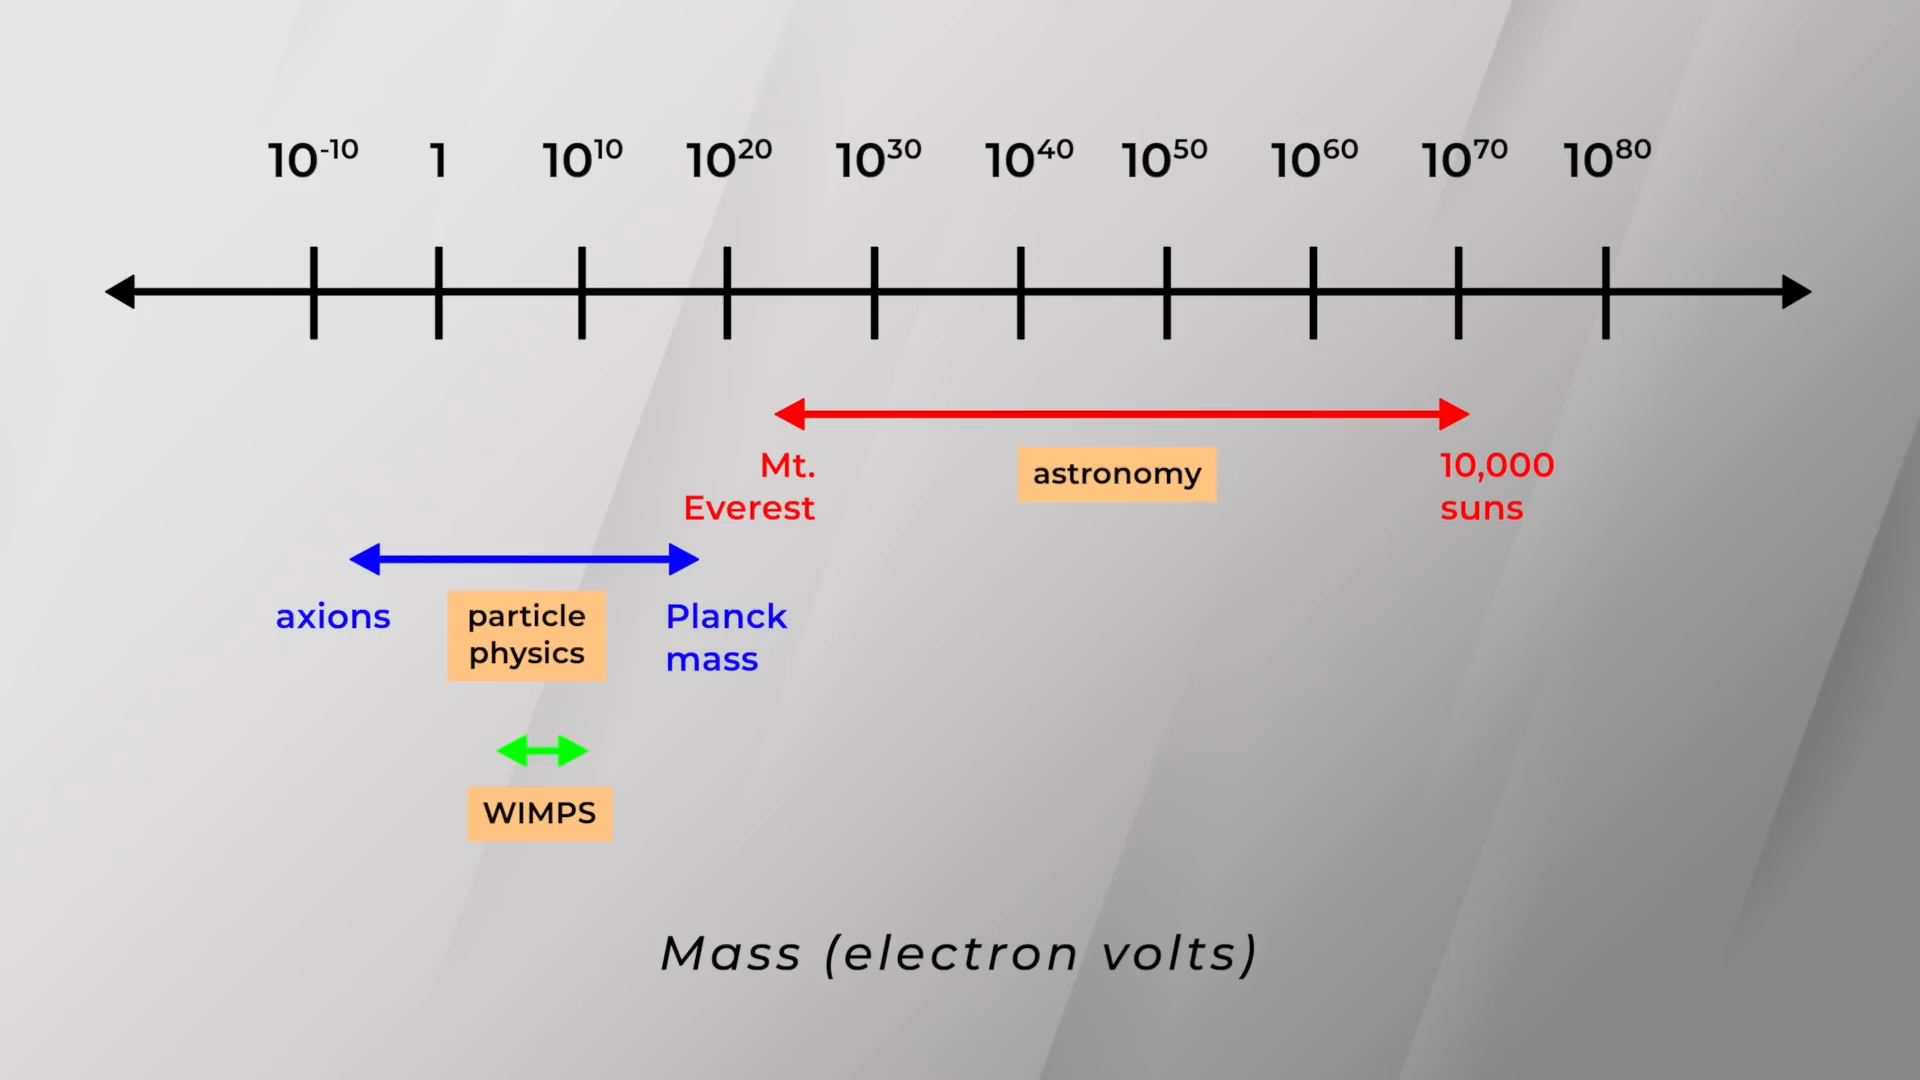 10⁻¹⁰ 1 10¹⁰ 10²⁰ 10³⁰ 10⁴⁰ 10⁵⁰ 10⁶⁰ 10⁷⁰ 10⁸⁰
Mt.
Everest
astronomy
10,000
suns
axions
particle
physics
Planck
mass
WIMPS
Mass (electron volts)